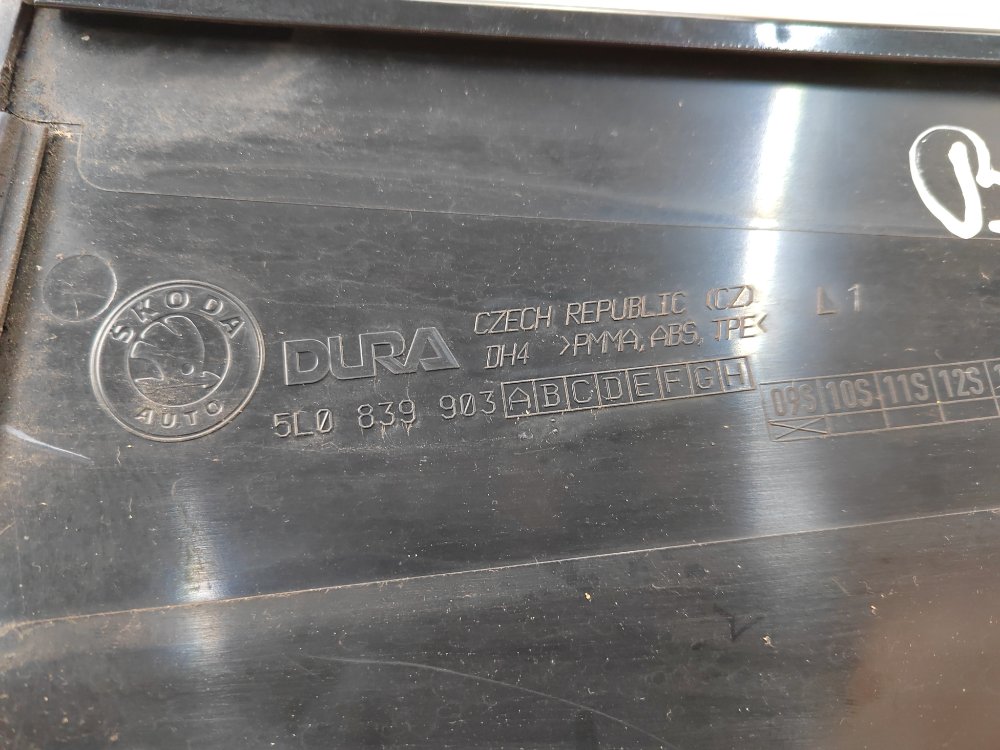 SKODA
AUTO
DURA
CZECH REPUBLIC (CZ)
DH4 >PMMA, ABS, TPE<
L1
5L0 839 903 A B C D E F G H
09S 10S 11S 12S